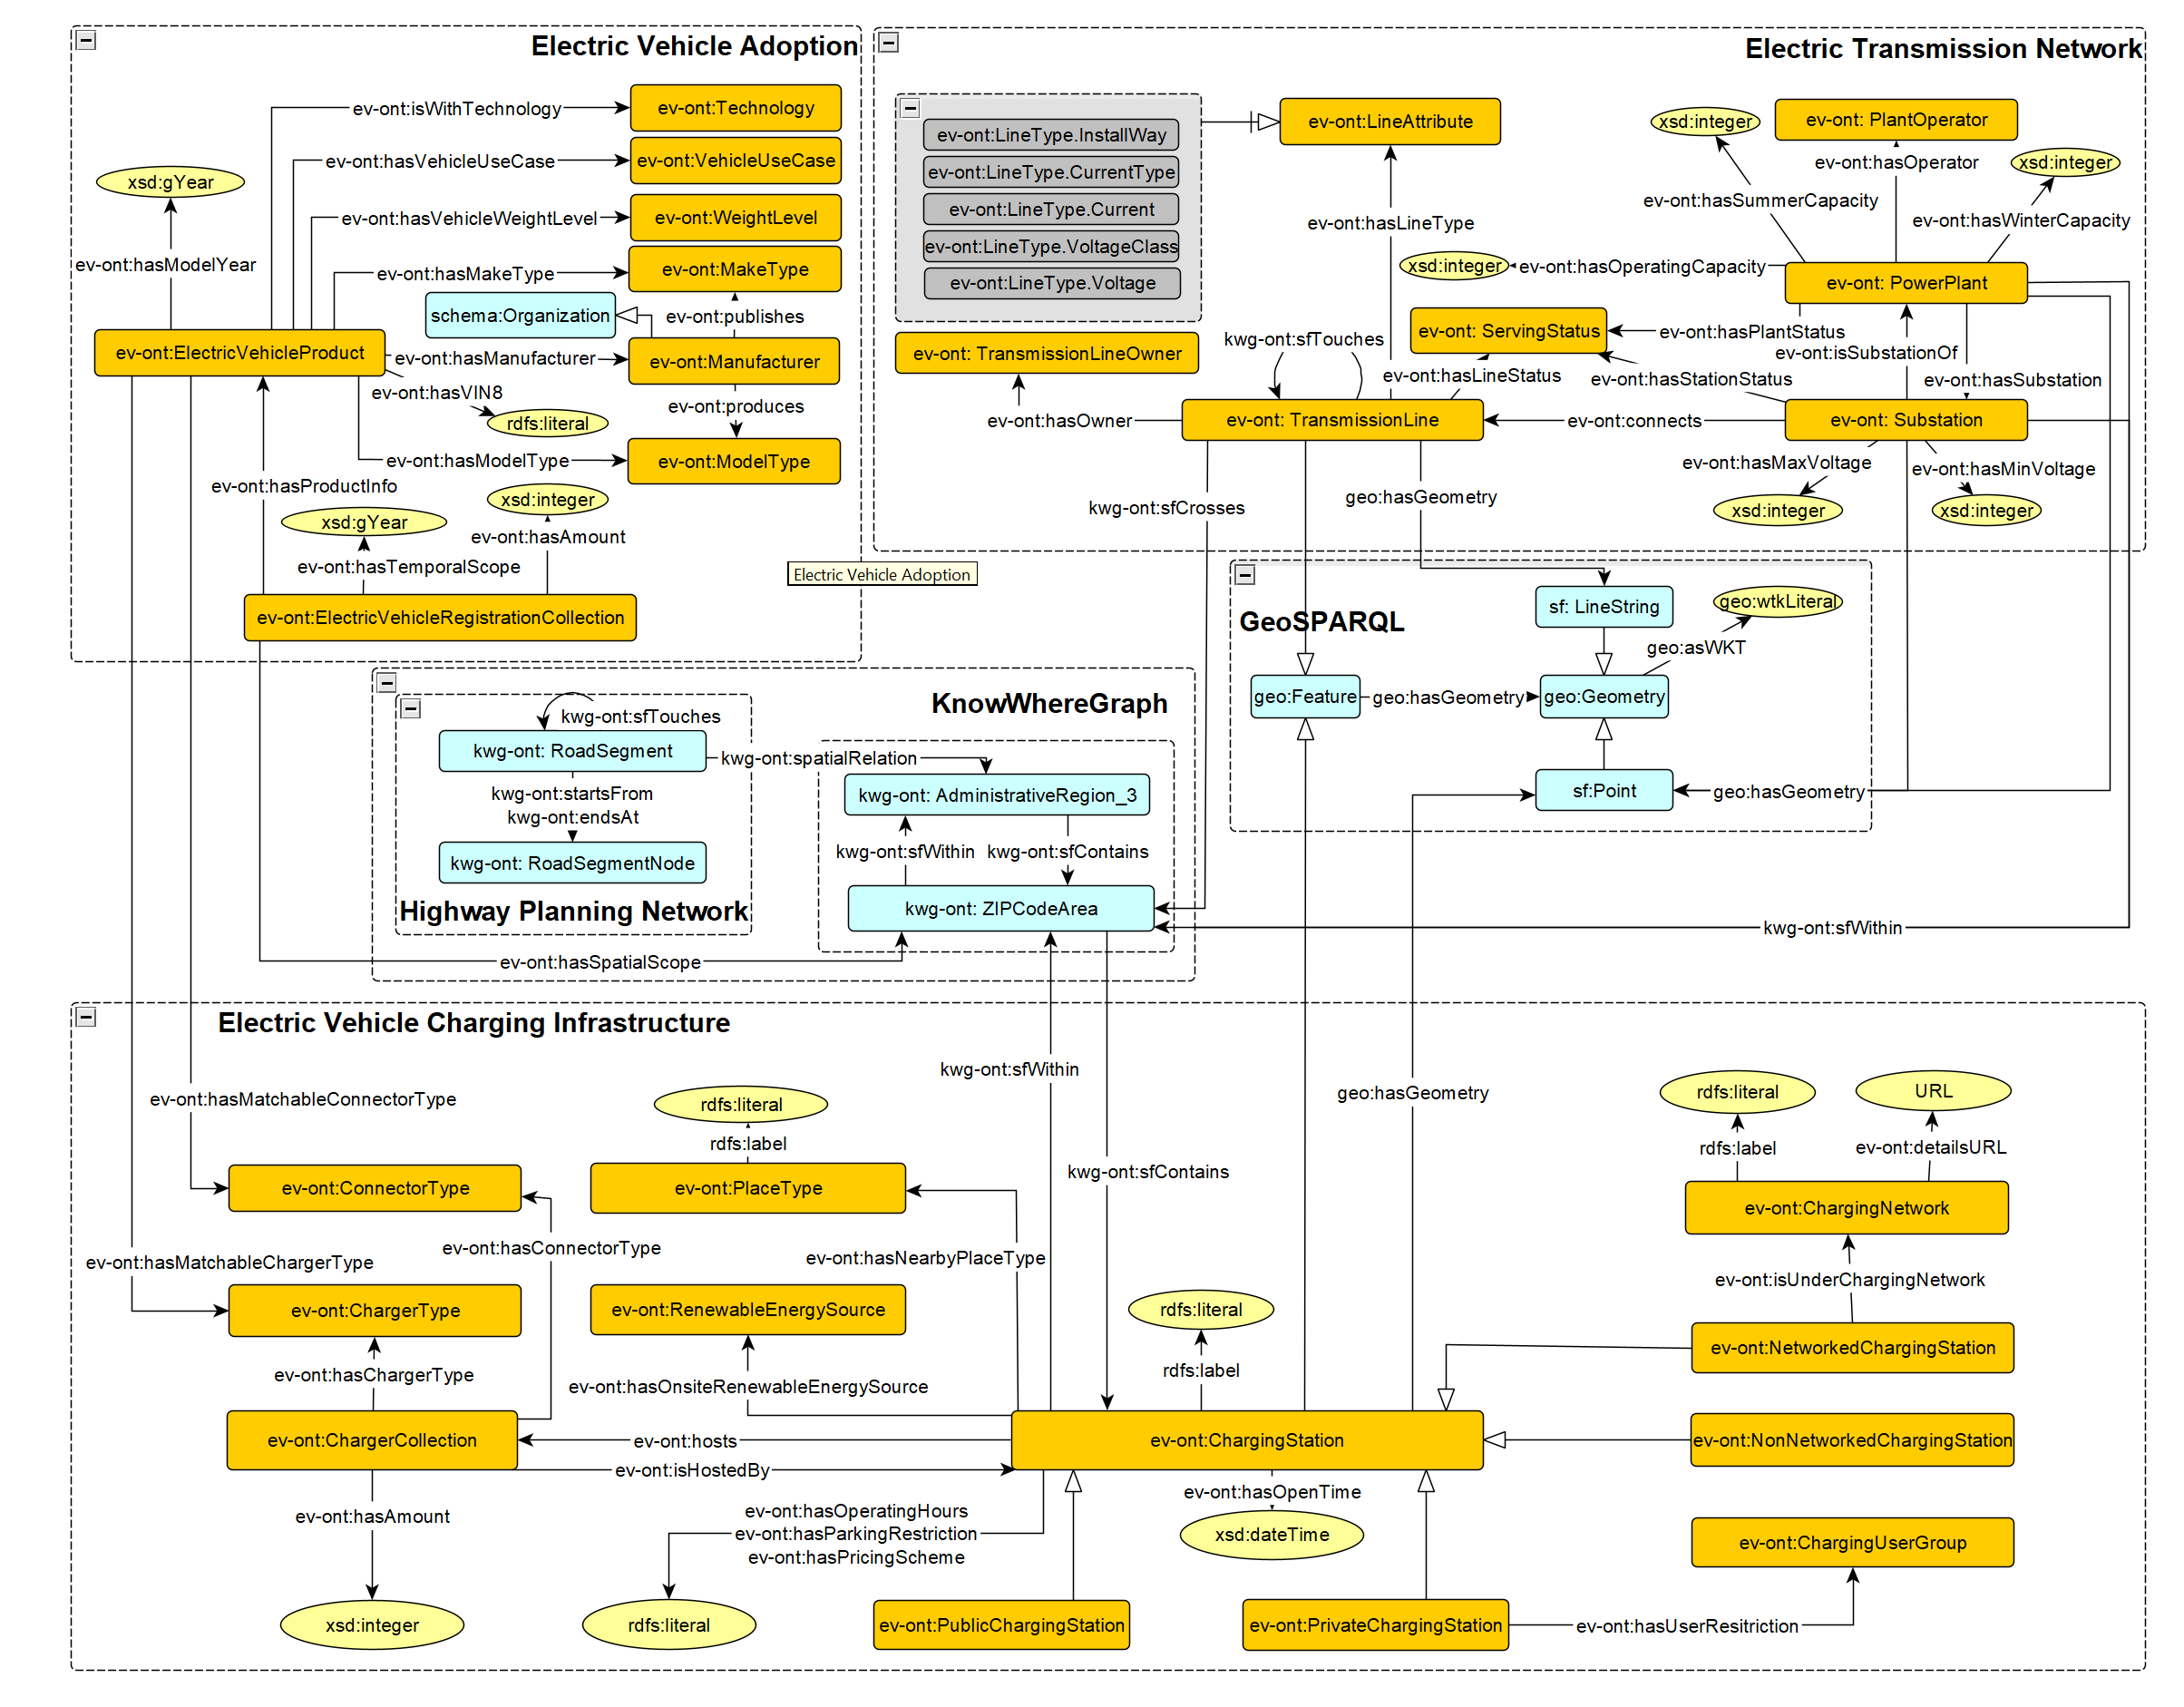 Electric Vehicle Adoption
ev-ont:isWithTechnology
ev-ont:Technology
ev-ont:hasVehicleUseCase
ev-ont:VehicleUseCase
xsd:gYear
ev-ont:hasVehicleWeightLevel
ev-ont:WeightLevel
ev-ont:hasModelYear
ev-ont:hasMakeType
ev-ont:MakeType
schema:Organization
ev-ont:publishes
ev-ont:ElectricVehicleProduct
ev-ont:hasManufacturer
ev-ont:Manufacturer
ev-ont:hasVIN8
rdfs:literal
ev-ont:produces
ev-ont:hasModelType
ev-ont:ModelType
ev-ont:hasProductInfo
xsd:integer
xsd:gYear
ev-ont:hasAmount
ev-ont:hasTemporalScope
ev-ont:ElectricVehicleRegistrationCollection
Electric Vehicle Adoption
Electric Transmission Network
ev-ont:LineType.InstallWay
ev-ont:LineType.CurrentType
ev-ont:LineType.Current
ev-ont:LineType.VoltageClass
ev-ont:LineType.Voltage
ev-ont:LineAttribute
xsd:integer
ev-ont: PlantOperator
ev-ont:hasOperator
xsd:integer
ev-ont:hasSummerCapacity
ev-ont:hasWinterCapacity
ev-ont:hasLineType
xsd:integer
ev-ont:hasOperatingCapacity
ev-ont: PowerPlant
ev-ont: ServingStatus
ev-ont:hasPlantStatus
ev-ont: TransmissionLineOwner
kwg-ont:sfTouches
ev-ont:isSubstationOf
ev-ont:hasLineStatus
ev-ont:hasStationStatus
ev-ont:hasSubstation
ev-ont:hasOwner
ev-ont: TransmissionLine
ev-ont:connects
ev-ont: Substation
ev-ont:hasMaxVoltage
ev-ont:hasMinVoltage
kwg-ont:sfCrosses
geo:hasGeometry
xsd:integer
xsd:integer
GeoSPARQL
sf: LineString
geo:wtkLiteral
geo:asWKT
geo:Feature
geo:hasGeometry
geo:Geometry
sf:Point
geo:hasGeometry
KnowWhereGraph
kwg-ont:sfTouches
kwg-ont: RoadSegment
kwg-ont:spatialRelation
kwg-ont:startsFrom
kwg-ont:endsAt
kwg-ont: AdministrativeRegion_3
kwg-ont: RoadSegmentNode
kwg-ont:sfWithin
kwg-ont:sfContains
Highway Planning Network
kwg-ont: ZIPCodeArea
kwg-ont:sfWithin
ev-ont:hasSpatialScope
Electric Vehicle Charging Infrastructure
kwg-ont:sfWithin
geo:hasGeometry
ev-ont:hasMatchableConnectorType
rdfs:literal
rdfs:label
rdfs:literal
URL
rdfs:label
ev-ont:detailsURL
kwg-ont:sfContains
ev-ont:ConnectorType
ev-ont:PlaceType
ev-ont:ChargingNetwork
ev-ont:hasConnectorType
ev-ont:hasNearbyPlaceType
ev-ont:hasMatchableChargerType
ev-ont:isUnderChargingNetwork
ev-ont:ChargerType
ev-ont:RenewableEnergySource
rdfs:literal
ev-ont:NetworkedChargingStation
ev-ont:hasChargerType
ev-ont:hasOnsiteRenewableEnergySource
rdfs:label
ev-ont:ChargerCollection
ev-ont:hosts
ev-ont:isHostedBy
ev-ont:ChargingStation
ev-ont:NonNetworkedChargingStation
ev-ont:hasAmount
ev-ont:hasOperatingHours
ev-ont:hasParkingRestriction
ev-ont:hasPricingScheme
ev-ont:hasOpenTime
xsd:dateTime
ev-ont:ChargingUserGroup
xsd:integer
rdfs:literal
ev-ont:PublicChargingStation
ev-ont:PrivateChargingStation
ev-ont:hasUserResitriction